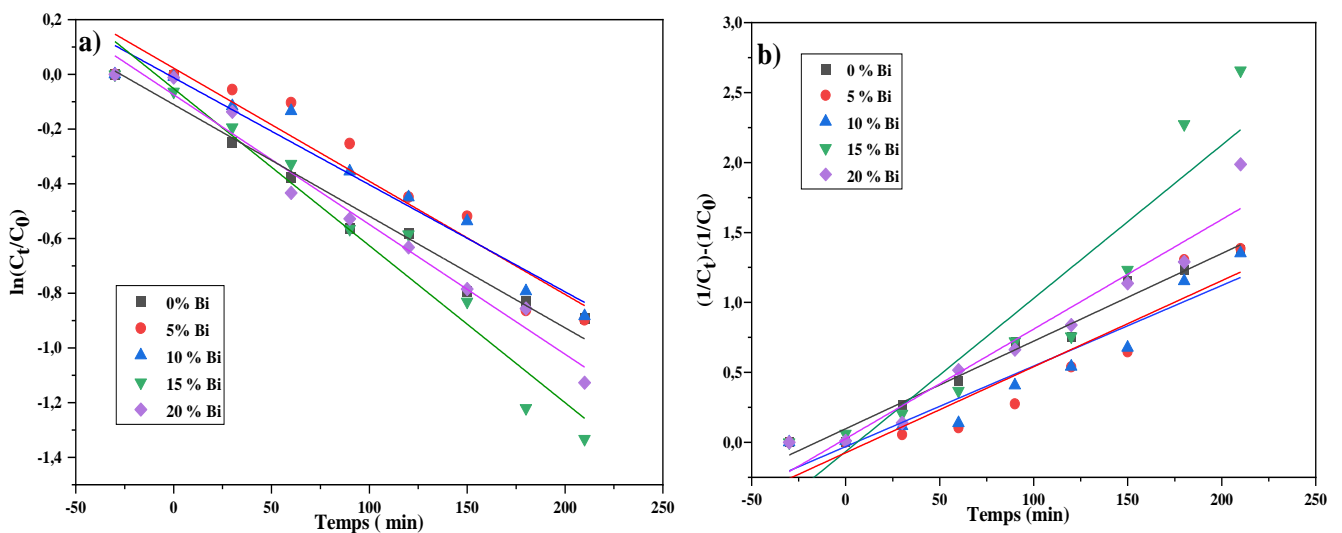 a)
ln(Ct/C0)
0,2
0,0
-0,2
-0,4
-0,6
-0,8
-1,0
-1,2
-1,4
0% Bi
5% Bi
10 % Bi
15 % Bi
20 % Bi
-50 0 50 100 150 200 250
Temps ( min)
b)
(1/Ct)-(1/C0)
3,0
2,5
2,0
1,5
1,0
0,5
0,0
0 % Bi
5 % Bi
10 % Bi
15 % Bi
20 % Bi
-50 0 50 100 150 200 250
Temps (min)